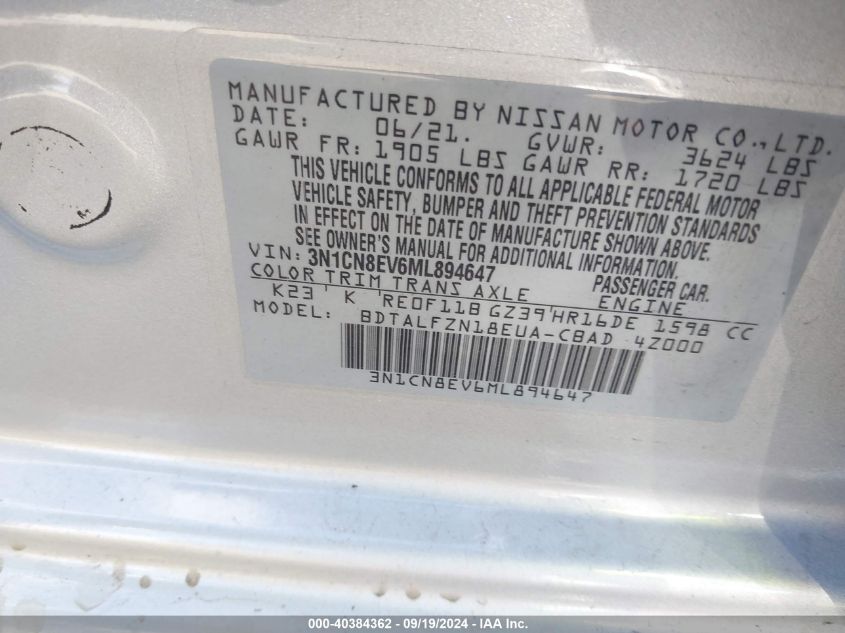 MANUFACTURED BY NISSAN MOTOR CO., LTD.
DATE: 06/21. GVWR: 3624 LBS
GAWR FR: 1905 LBS GAWR RR: 1720 LBS
THIS VEHICLE CONFORMS TO ALL APPLICABLE FEDERAL MOTOR
VEHICLE SAFETY, BUMPER AND THEFT PREVENTION STANDARDS
IN EFFECT ON THE DATE OF MANUFACTURE SHOWN ABOVE.
SEE OWNER'S MANUAL FOR ADDITIONAL INFORMATION.
VIN: 3N1CN8EV6ML894647 PASSENGER CAR.
COLOR TRIM TRANS AXLE ENGINE
K23' K 'RE0F11B GZ39'HR16DE 1598 CC
MODEL: BDTALFZN18EUA-CBAD 4Z000
3N1CN8EV6ML894647
000-40384362 - 09/19/2024 - IAA Inc.